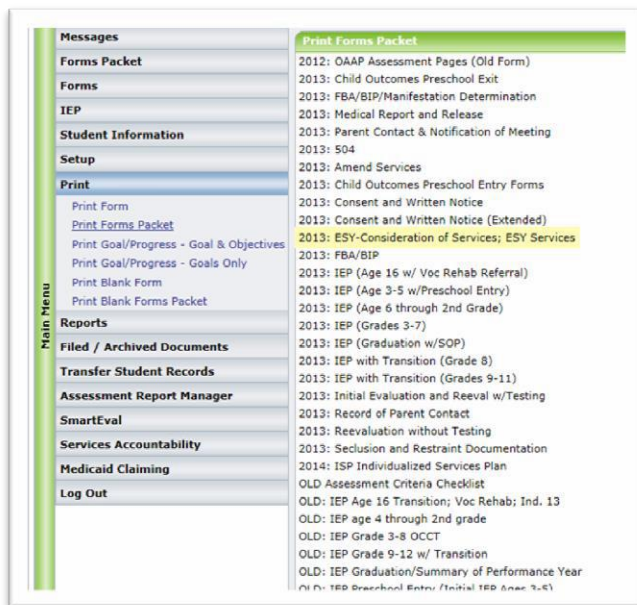 Main Menu
Messages
Forms Packet
Forms
IEP
Student Information
Setup
Print
Print Form
Print Forms Packet
Print Goal/Progress - Goal & Objectives
Print Goal/Progress - Goals Only
Print Blank Form
Print Blank Forms Packet
Reports
Filed / Archived Documents
Transfer Student Records
Assessment Report Manager
SmartEval
Services Accountability
Medicaid Claiming
Log Out
Print Forms Packet
2012: OAAP Assessment Pages (Old Form)
2013: Child Outcomes Preschool Exit
2013: FBA/BIP/Manifestation Determination
2013: Medical Report and Release
2013: Parent Contact & Notification of Meeting
2013: 504
2013: Amend Services
2013: Child Outcomes Preschool Entry Forms
2013: Consent and Written Notice
2013: Consent and Written Notice (Extended)
2013: ESY-Consideration of Services; ESY Services
2013: FBA/BIP
2013: IEP (Age 16 w/ Voc Rehab Referral)
2013: IEP (Age 3-5 w/Preschool Entry)
2013: IEP (Age 6 through 2nd Grade)
2013: IEP (Grades 3-7)
2013: IEP (Graduation w/SOP)
2013: IEP with Transition (Grade 8)
2013: IEP with Transition (Grades 9-11)
2013: Initial Evaluation and Reeval w/Testing
2013: Record of Parent Contact
2013: Reevaluation without Testing
2013: Seclusion and Restraint Documentation
2014: ISP Individualized Services Plan
OLD Assessment Criteria Checklist
OLD: IEP Age 16 Transition; Voc Rehab; Ind. 13
OLD: IEP age 4 through 2nd grade
OLD: IEP Grade 3-8 OCCT
OLD: IEP Grade 9-12 w/ Transition
OLD: IEP Graduation/Summary of Performance Year
OLD: IEP Preschool Entry (Initial IEP Ages 3-5)